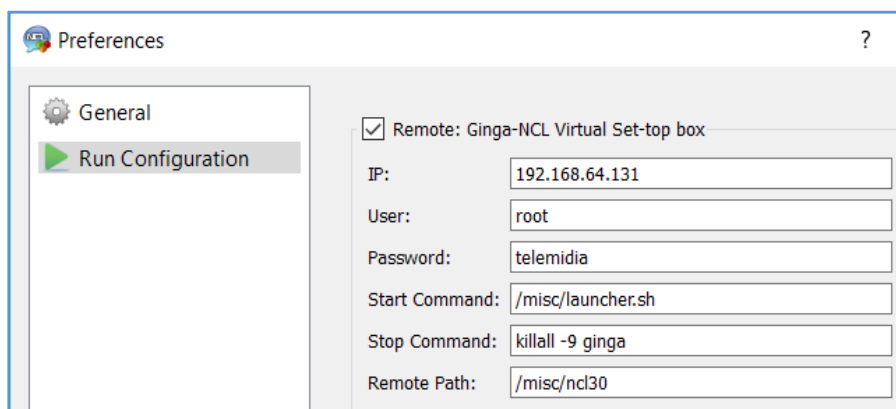 Preferences
?
General
Run Configuration
Remote: Ginga-NCL Virtual Set-top box
IP: 192.168.64.131
User: root
Password: telemidia
Start Command: /misc/launcher.sh
Stop Command: killall -9 ginga
Remote Path: /misc/ncl30